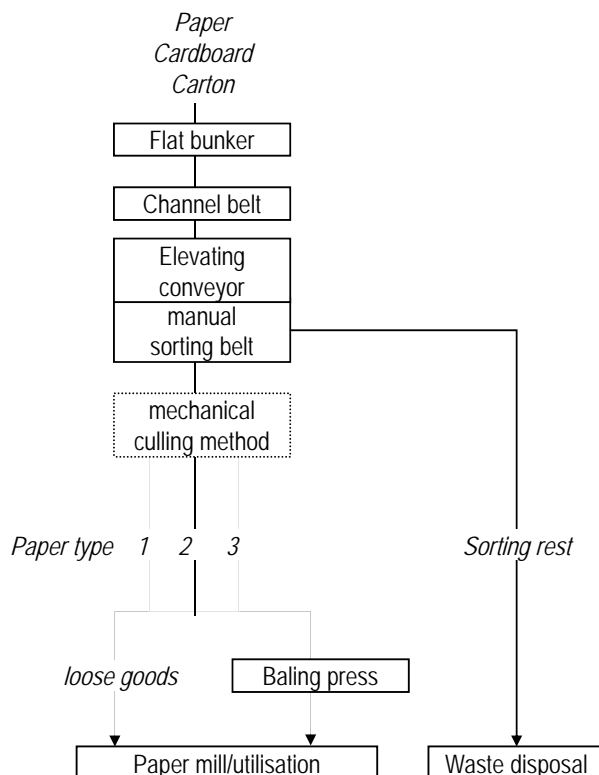 Paper
Cardboard
Carton
Flat bunker
Channel belt
Elevating
conveyor
manual
sorting belt
mechanical
culling method
Paper type 1 2 3
Sorting rest
loose goods
Baling press
Paper mill/utilisation
Waste disposal